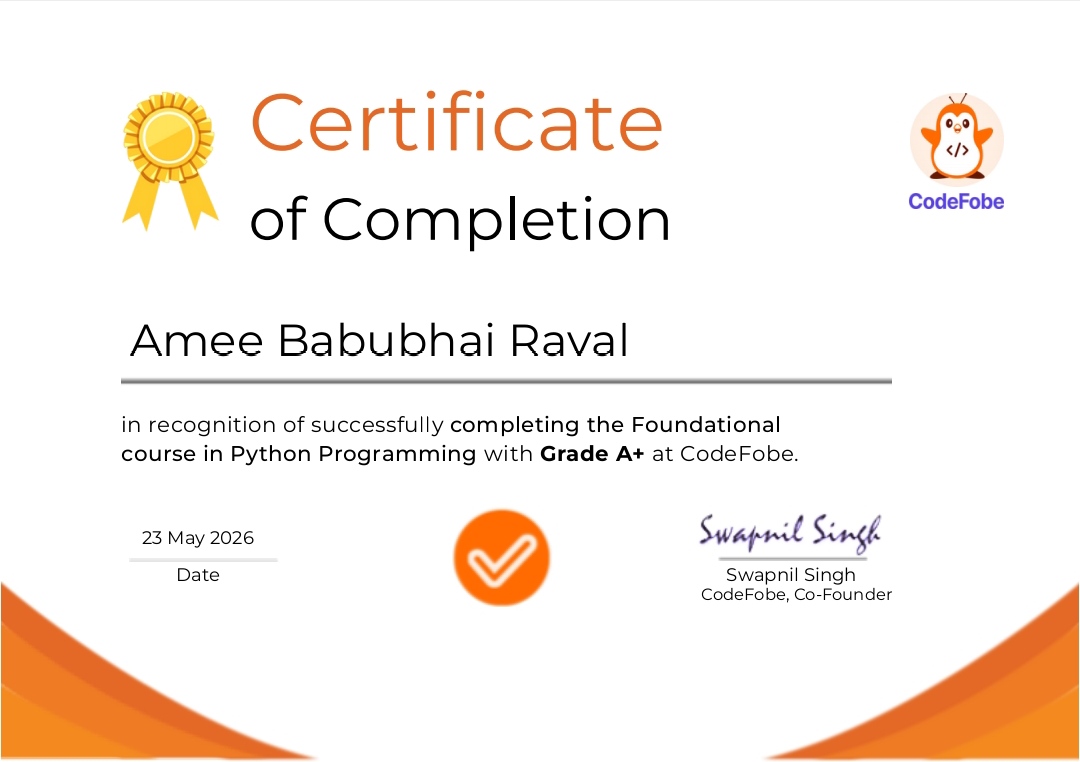 Certificate
of Completion
</>
CodeFobe
Amee Babubhai Raval
in recognition of successfully completing the Foundational
course in Python Programming with Grade A+ at CodeFobe.
23 May 2026
Date
Swapnil Singh
Swapnil Singh
CodeFobe, Co-Founder